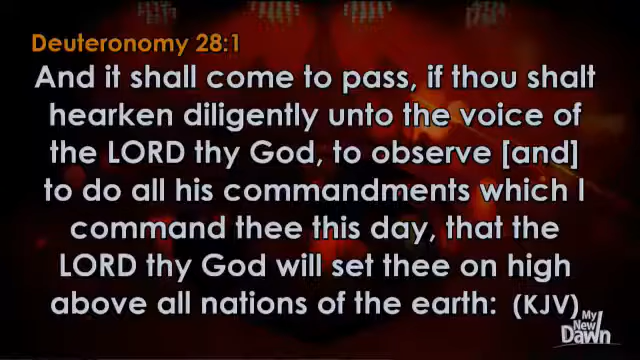 Deuteronomy 28:1
And it shall come to pass, if thou shalt
hearken diligently unto the voice of
the LORD thy God, to observe [and]
to do all his commandments which I
command thee this day, that the
LORD thy God will set thee on high
above all nations of the earth: (KJV)
My
New
Dawn